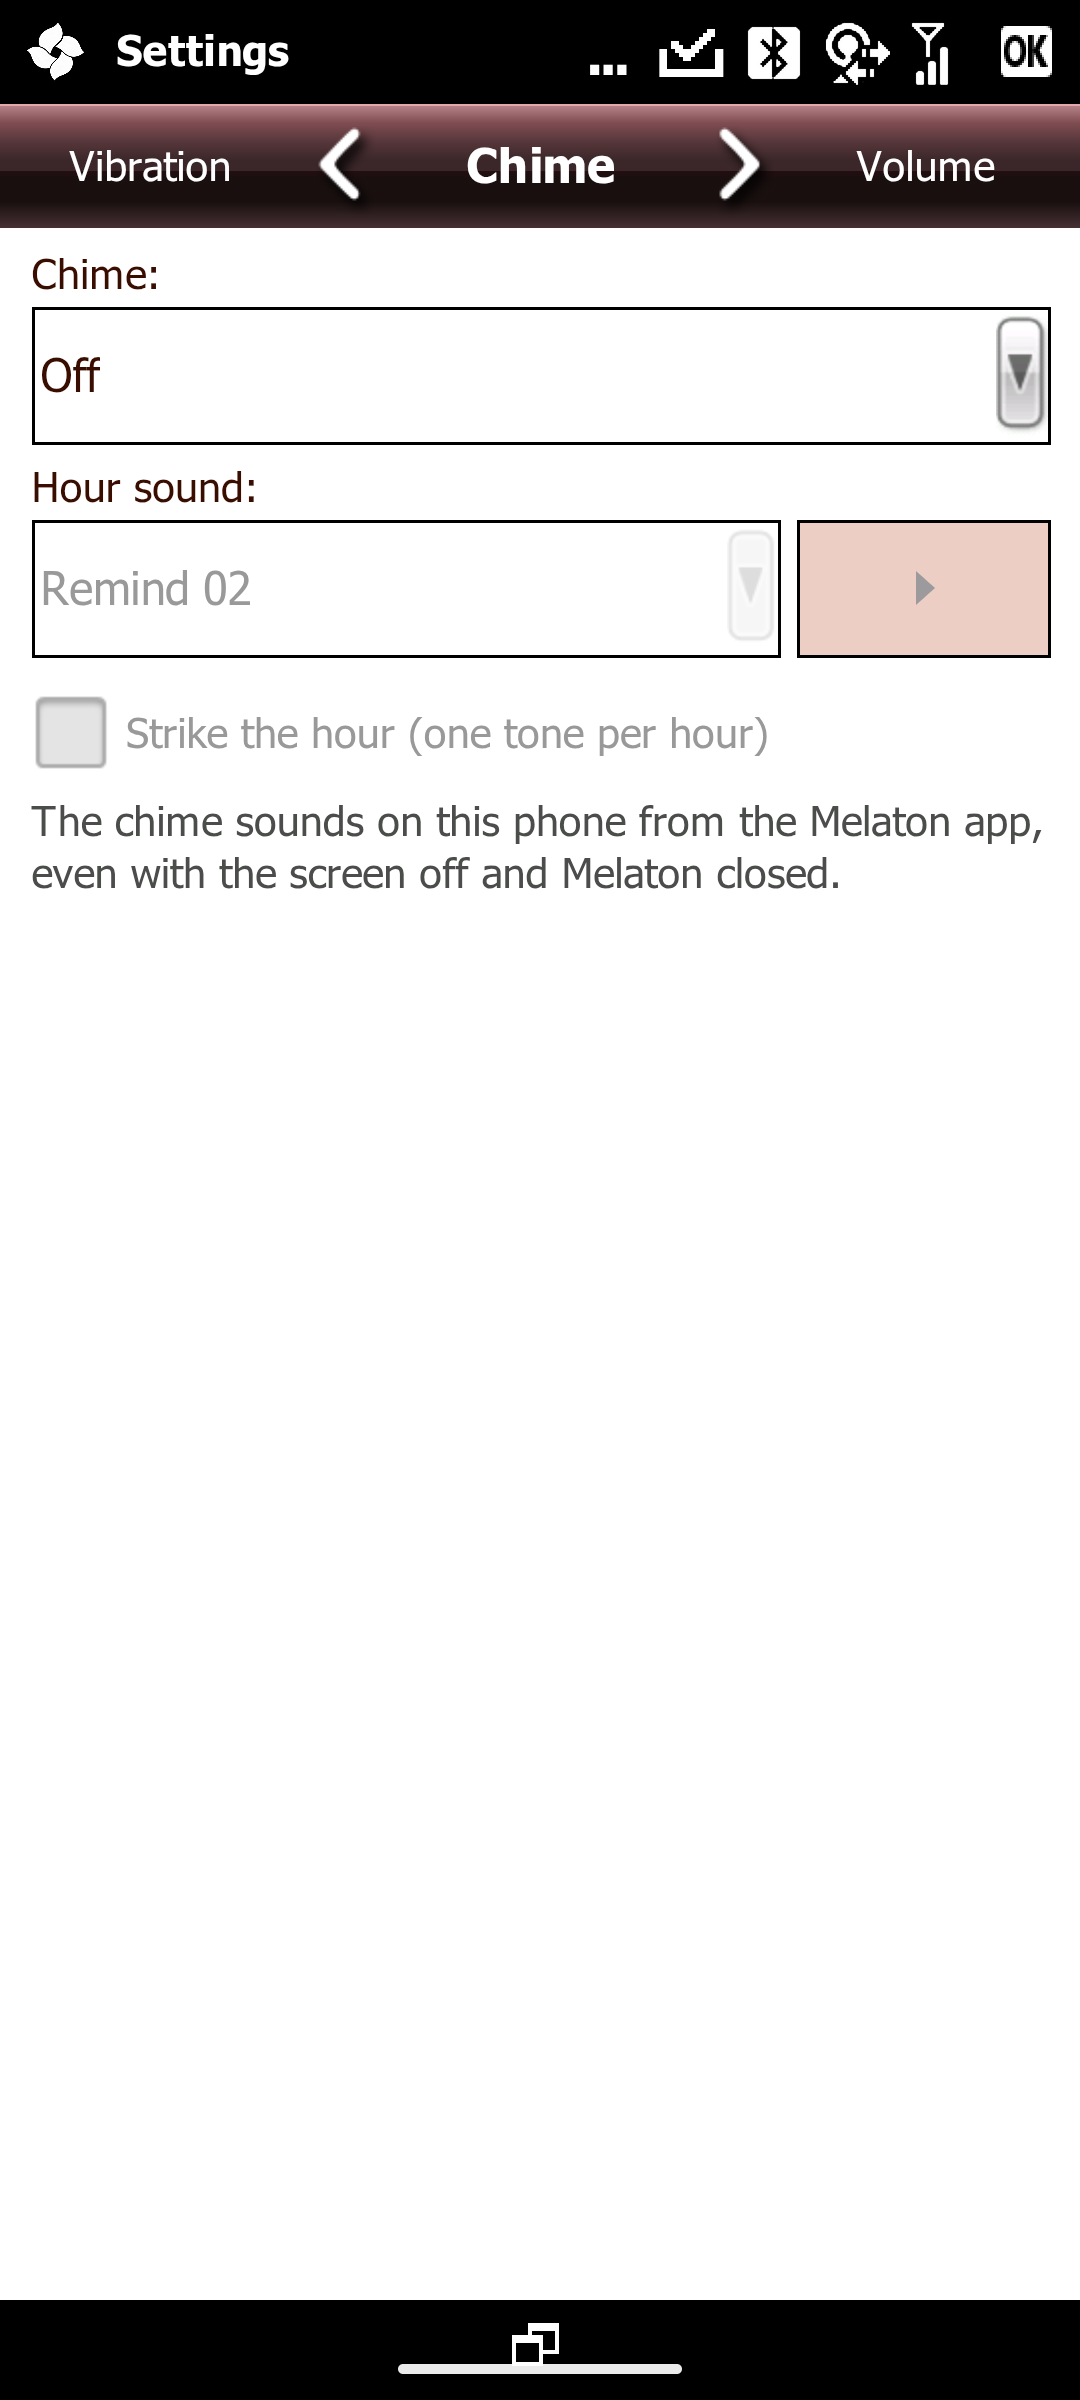 Settings
...
OK
Vibration
Chime
Volume
Chime:
Off
Hour sound:
Remind 02
Strike the hour (one tone per hour)
The chime sounds on this phone from the Melaton app,
even with the screen off and Melaton closed.